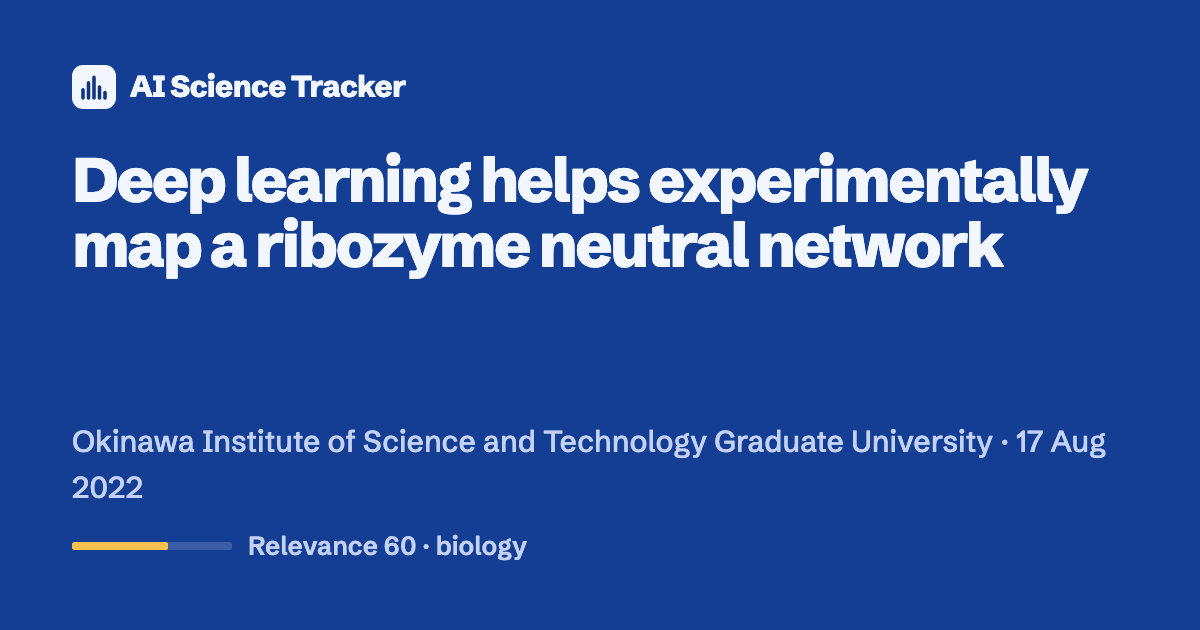 AI Science Tracker
Deep learning helps experimentally
map a ribozyme neutral network
Okinawa Institute of Science and Technology Graduate University · 17 Aug
2022
Relevance 60 · biology